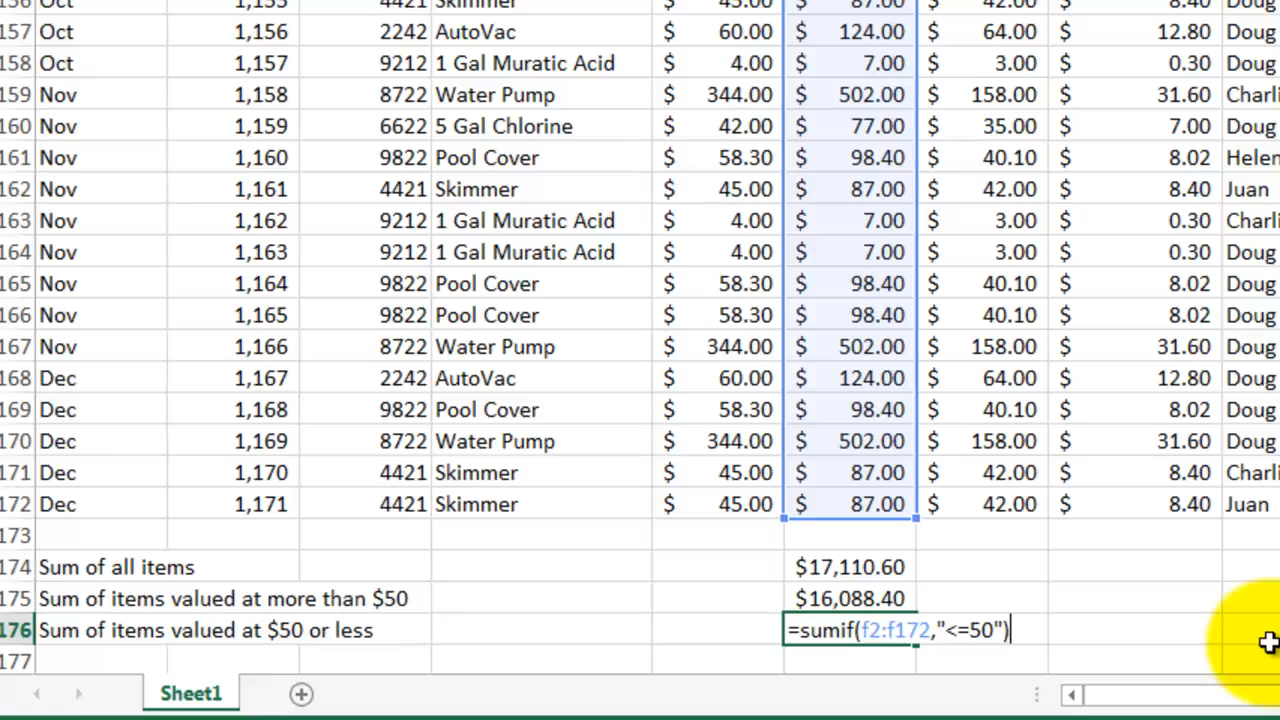 156 Oct 1,155 4421 Skimmer $ 45.00 $ 87.00 $ 42.00 $ 8.40 Doug
157 Oct 1,156 2242 AutoVac $ 60.00 $ 124.00 $ 64.00 $ 12.80 Doug
158 Oct 1,157 9212 1 Gal Muratic Acid $ 4.00 $ 7.00 $ 3.00 $ 0.30 Doug
159 Nov 1,158 8722 Water Pump $ 344.00 $ 502.00 $ 158.00 $ 31.60 Charli
160 Nov 1,159 6622 5 Gal Chlorine $ 42.00 $ 77.00 $ 35.00 $ 7.00 Doug
161 Nov 1,160 9822 Pool Cover $ 58.30 $ 98.40 $ 40.10 $ 8.02 Helen
162 Nov 1,161 4421 Skimmer $ 45.00 $ 87.00 $ 42.00 $ 8.40 Juan
163 Nov 1,162 9212 1 Gal Muratic Acid $ 4.00 $ 7.00 $ 3.00 $ 0.30 Charli
164 Nov 1,163 9212 1 Gal Muratic Acid $ 4.00 $ 7.00 $ 3.00 $ 0.30 Doug
165 Nov 1,164 9822 Pool Cover $ 58.30 $ 98.40 $ 40.10 $ 8.02 Doug
166 Nov 1,165 9822 Pool Cover $ 58.30 $ 98.40 $ 40.10 $ 8.02 Doug
167 Nov 1,166 8722 Water Pump $ 344.00 $ 502.00 $ 158.00 $ 31.60 Doug
168 Dec 1,167 2242 AutoVac $ 60.00 $ 124.00 $ 64.00 $ 12.80 Doug
169 Dec 1,168 9822 Pool Cover $ 58.30 $ 98.40 $ 40.10 $ 8.02 Doug
170 Dec 1,169 8722 Water Pump $ 344.00 $ 502.00 $ 158.00 $ 31.60 Doug
171 Dec 1,170 4421 Skimmer $ 45.00 $ 87.00 $ 42.00 $ 8.40 Charli
172 Dec 1,171 4421 Skimmer $ 45.00 $ 87.00 $ 42.00 $ 8.40 Juan
173
174 Sum of all items $17,110.60
175 Sum of items valued at more than $50 $16,088.40
176 Sum of items valued at $50 or less =sumif(f2:f172,"<=50")
177
Sheet1